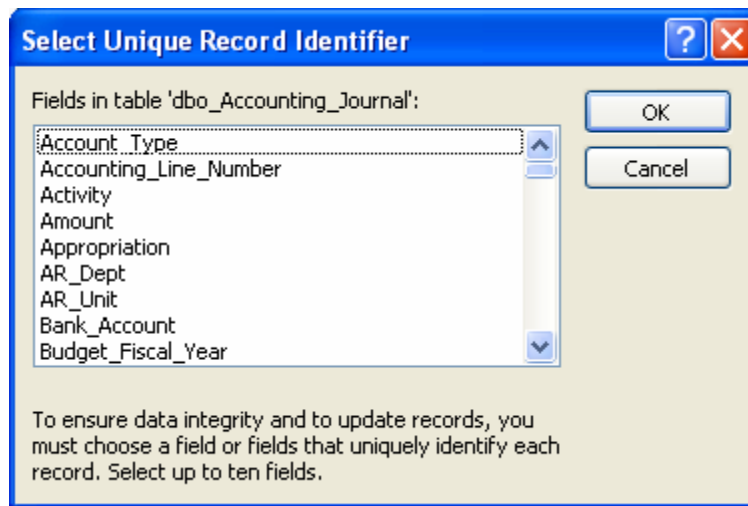 Select Unique Record Identifier
Fields in table 'dbo_Accounting_Journal':
OK
Account_Type
Accounting_Line_Number
Cancel
Activity
Amount
Appropriation
AR_Dept
AR_Unit
Bank_Account
Budget_Fiscal_Year
To ensure data integrity and to update records, you
must choose a field or fields that uniquely identify each
record. Select up to ten fields.